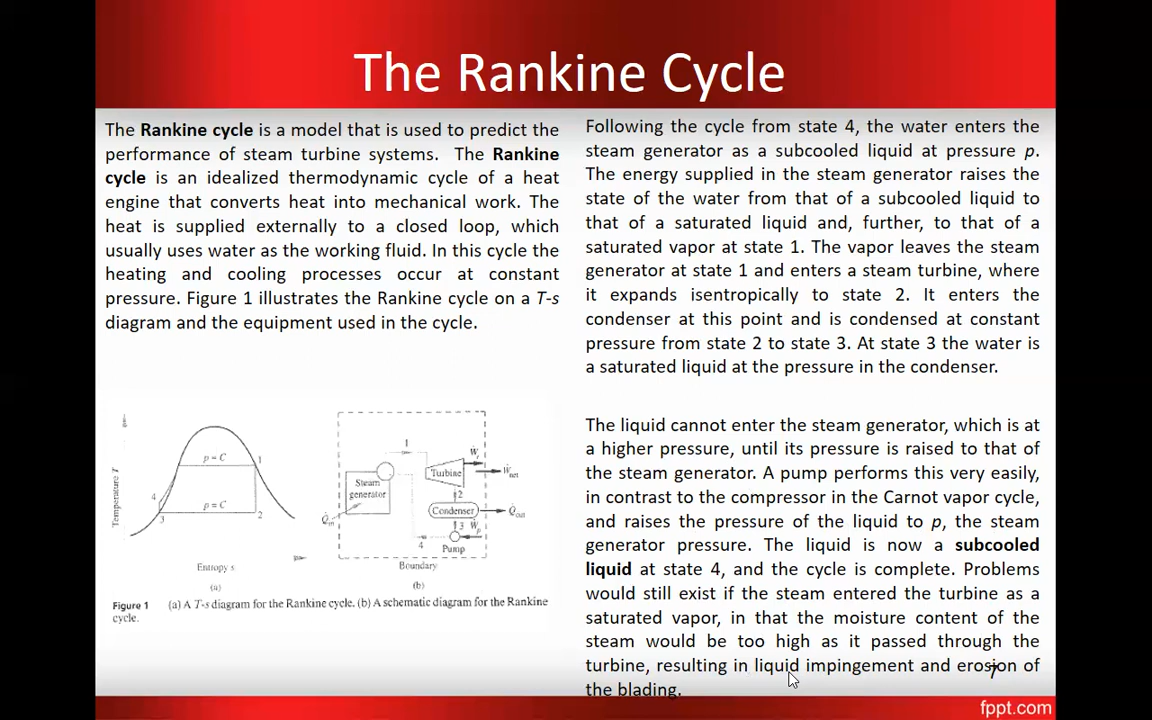 The Rankine Cycle
The Rankine cycle is a model that is used to predict the
performance of steam turbine systems. The Rankine
cycle is an idealized thermodynamic cycle of a heat
engine that converts heat into mechanical work. The
heat is supplied externally to a closed loop, which
usually uses water as the working fluid. In this cycle the
heating and cooling processes occur at constant
pressure. Figure 1 illustrates the Rankine cycle on a T-s
diagram and the equipment used in the cycle.
p = C
1
4
p = C
3
2
Temperature T
Entropy s
(a)
1
Turbine
Steam
generator
2
Condenser
3
4
Pump
Boundary
(b)
Ẇnet
Q̇out
Q̇in
Ẇp
Figure 1 (a) A T-s diagram for the Rankine cycle. (b) A schematic diagram for the Rankine
cycle.
Following the cycle from state 4, the water enters the
steam generator as a subcooled liquid at pressure p.
The energy supplied in the steam generator raises the
state of the water from that of a subcooled liquid to
that of a saturated liquid and, further, to that of a
saturated vapor at state 1. The vapor leaves the steam
generator at state 1 and enters a steam turbine, where
it expands isentropically to state 2. It enters the
condenser at this point and is condensed at constant
pressure from state 2 to state 3. At state 3 the water is
a saturated liquid at the pressure in the condenser.
The liquid cannot enter the steam generator, which is at
a higher pressure, until its pressure is raised to that of
the steam generator. A pump performs this very easily,
in contrast to the compressor in the Carnot vapor cycle,
and raises the pressure of the liquid to p, the steam
generator pressure. The liquid is now a subcooled
liquid at state 4, and the cycle is complete. Problems
would still exist if the steam entered the turbine as a
saturated vapor, in that the moisture content of the
steam would be too high as it passed through the
turbine, resulting in liquid impingement and erosion of
the blading.
7
fppt.com